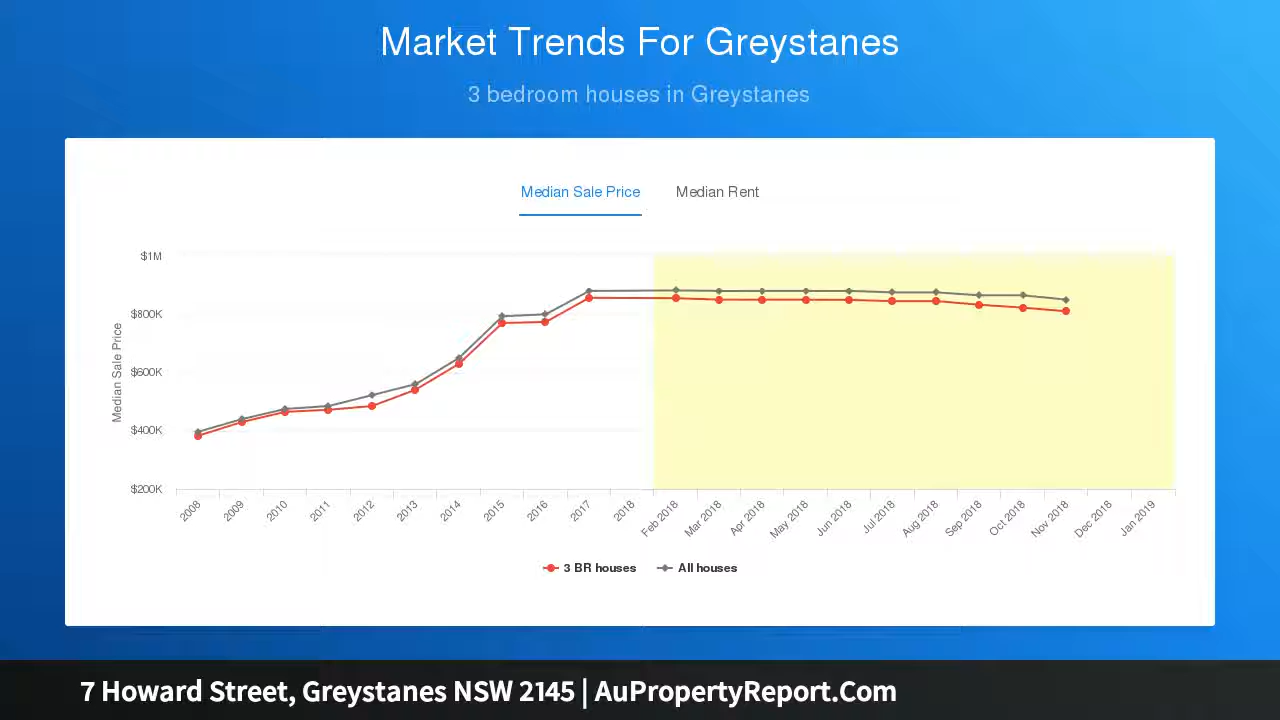 Market Trends For Greystanes
3 bedroom houses in Greystanes
Median Sale Price
Median Rent
Median Sale Price
$1M
$800K
$600K
$400K
$200K
2008
2009
2010
2011
2012
2013
2014
2015
2016
2017
2018
Feb 2018
Mar 2018
Apr 2018
May 2018
Jun 2018
Jul 2018
Aug 2018
Sep 2018
Oct 2018
Nov 2018
Dec 2018
Jan 2019
3 BR houses
All houses
7 Howard Street, Greystanes NSW 2145 | AuPropertyReport.Com